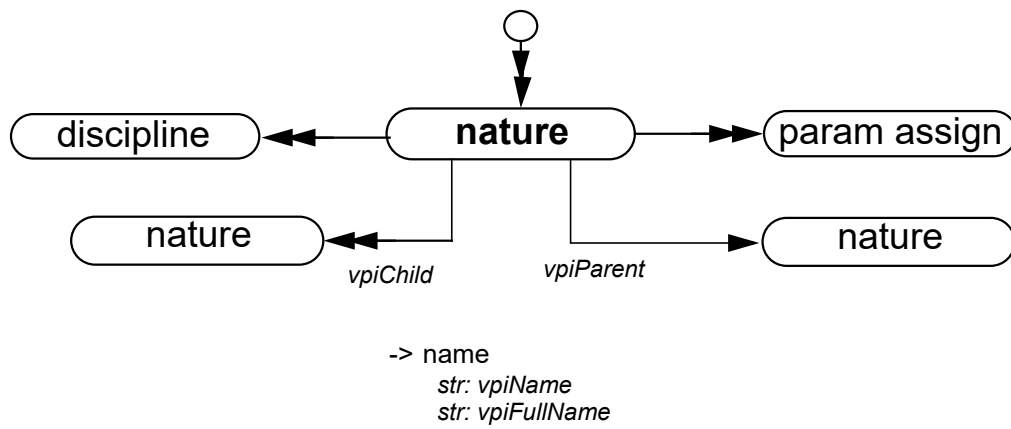 nature
discipline
param assign
nature
nature
vpiChild
vpiParent
-> name
str: vpiName
str: vpiFullName